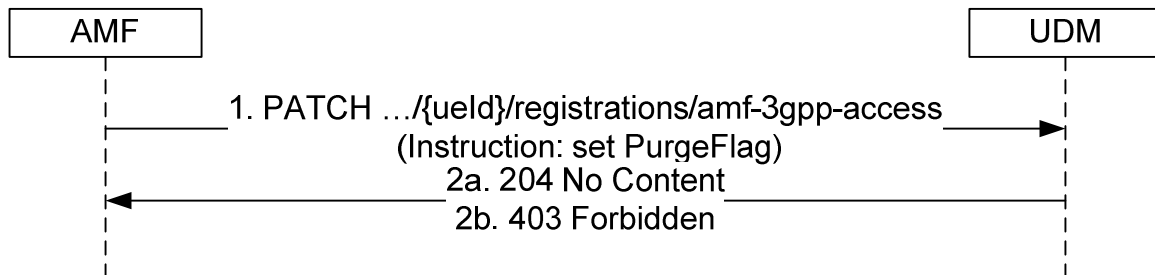 AMF
UDM
1. PATCH …/{ueId}/registrations/amf-3gpp-access
(Instruction: set PurgeFlag)
2a. 204 No Content
2b. 403 Forbidden